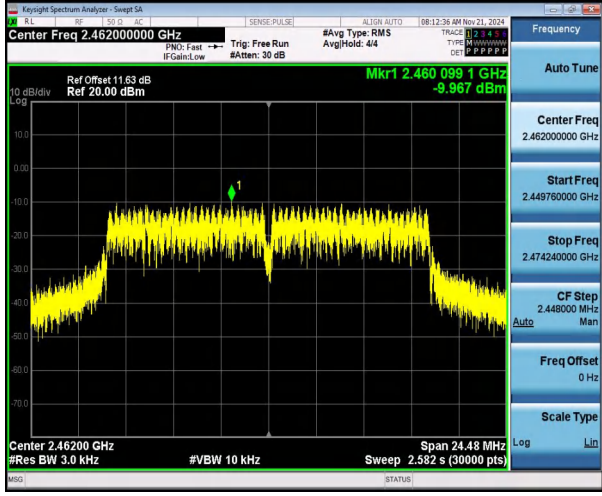 Keysight Spectrum Analyzer - Swept SA
RL RF 50 Ω AC SENSE:PULSE ALIGN AUTO 08:12:36 AM Nov 21, 2024
Center Freq 2.462000000 GHz
PNO: Fast
IFGain:Low
Trig: Free Run
#Atten: 30 dB
#Avg Type: RMS
Avg|Hold: 4/4
TRACE 1 2 3 4 5 6
TYPE M WWWWW
DET P P P P P P
Ref Offset 11.63 dB
10 dB/div Ref 20.00 dBm
Log
Mkr1 2.460 099 1 GHz
-9.967 dBm
10.0
0.00
-10.0
-20.0
-30.0
-40.0
-50.0
-60.0
-70.0
1
Center 2.46200 GHz
#Res BW 3.0 kHz
#VBW 10 kHz
Span 24.48 MHz
Sweep 2.582 s (30000 pts)
MSG
STATUS
Frequency
Auto Tune
Center Freq
2.462000000 GHz
Start Freq
2.449760000 GHz
Stop Freq
2.474240000 GHz
CF Step
2.448000 MHz
Auto Man
Freq Offset
0 Hz
Scale Type
Log Lin